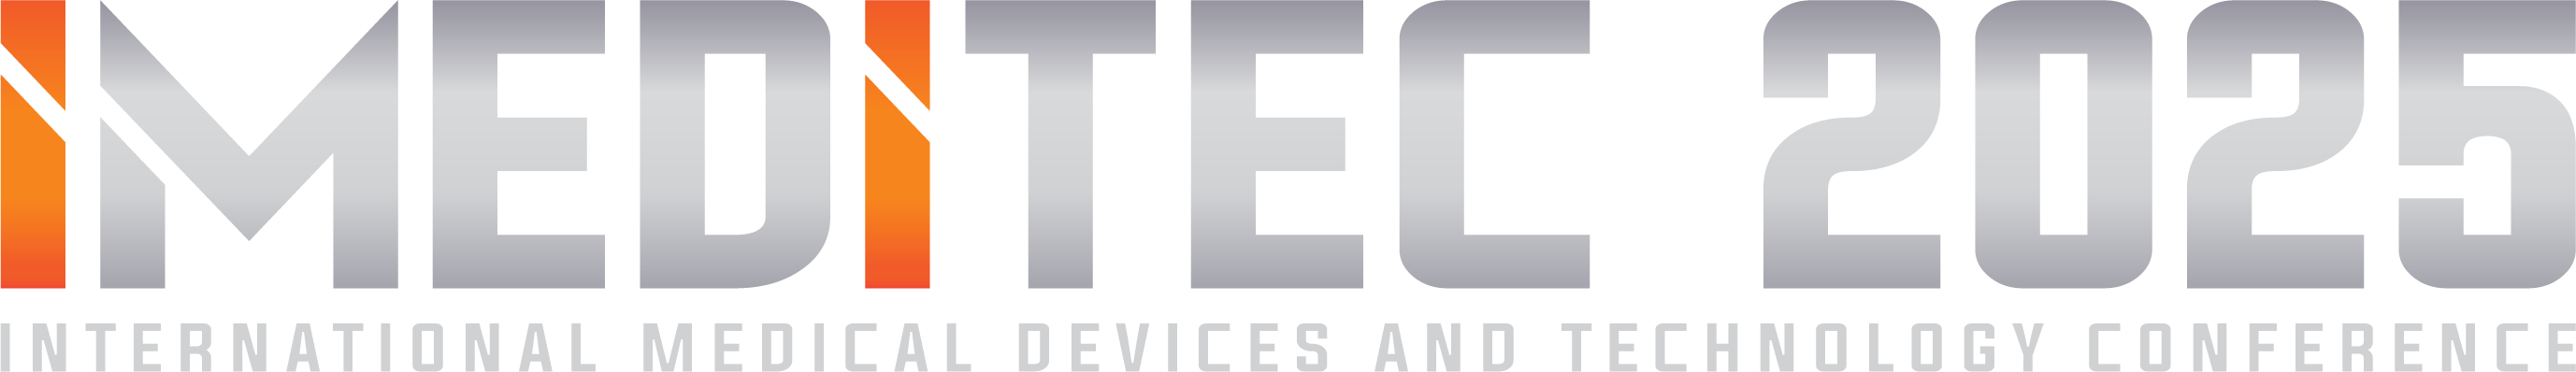 iMEDiTEC 2025
INTERNATIONAL MEDICAL DEVICES AND TECHNOLOGY CONFERENCE